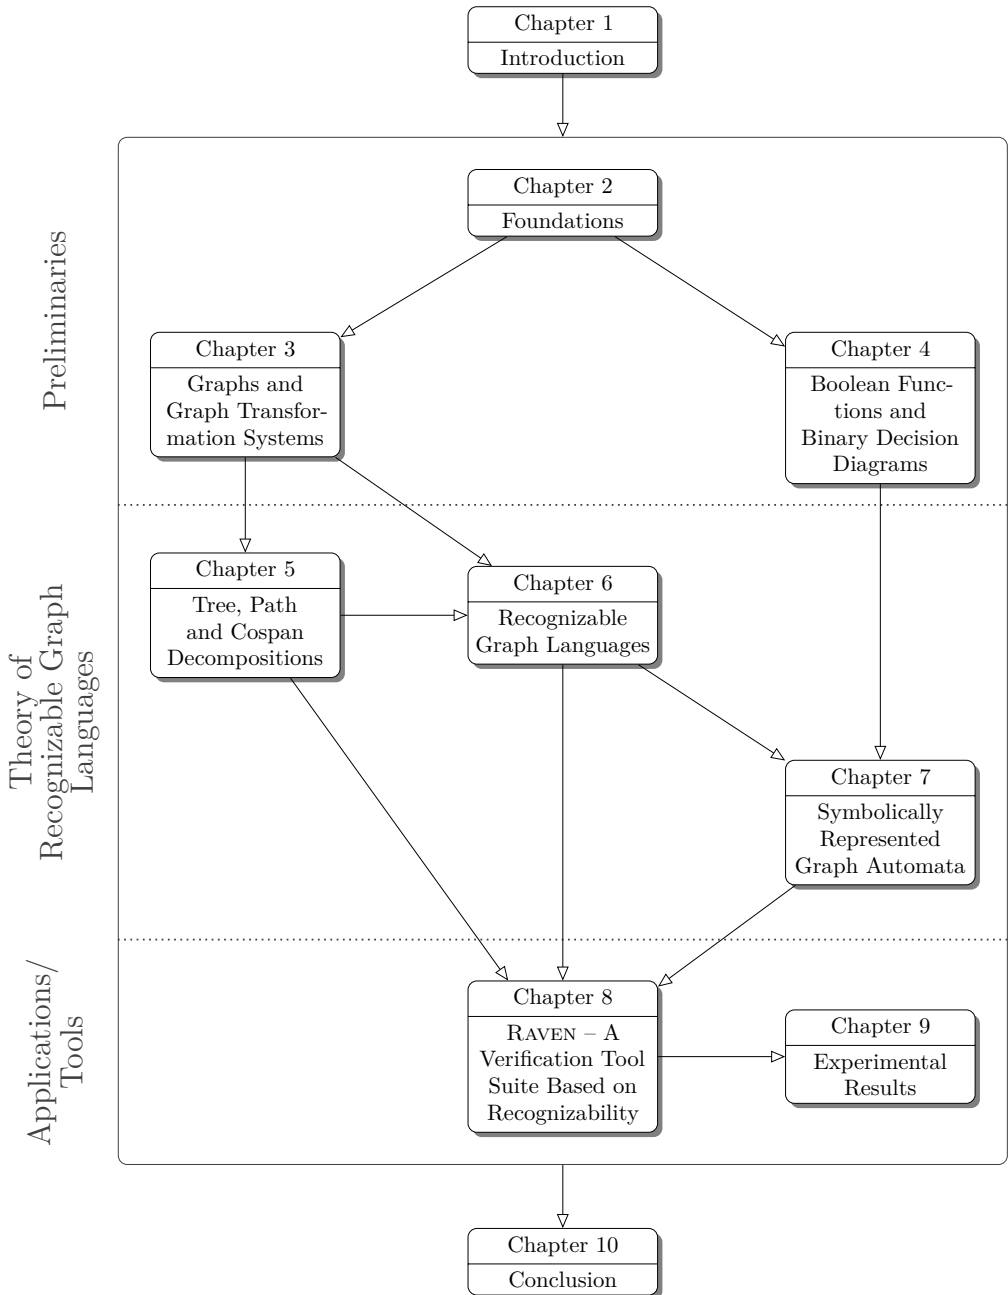 Chapter 1
Introduction
Preliminaries
Chapter 2
Foundations
Chapter 3
Graphs and
Graph Transfor-
mation Systems
Chapter 4
Boolean Func-
tions and
Binary Decision
Diagrams
Theory of
Recognizable Graph
Languages
Chapter 5
Tree, Path
and Cospan
Decompositions
Chapter 6
Recognizable
Graph Languages
Chapter 7
Symbolically
Represented
Graph Automata
Applications/
Tools
Chapter 8
RAVEN – A
Verification Tool
Suite Based on
Recognizability
Chapter 9
Experimental
Results
Chapter 10
Conclusion